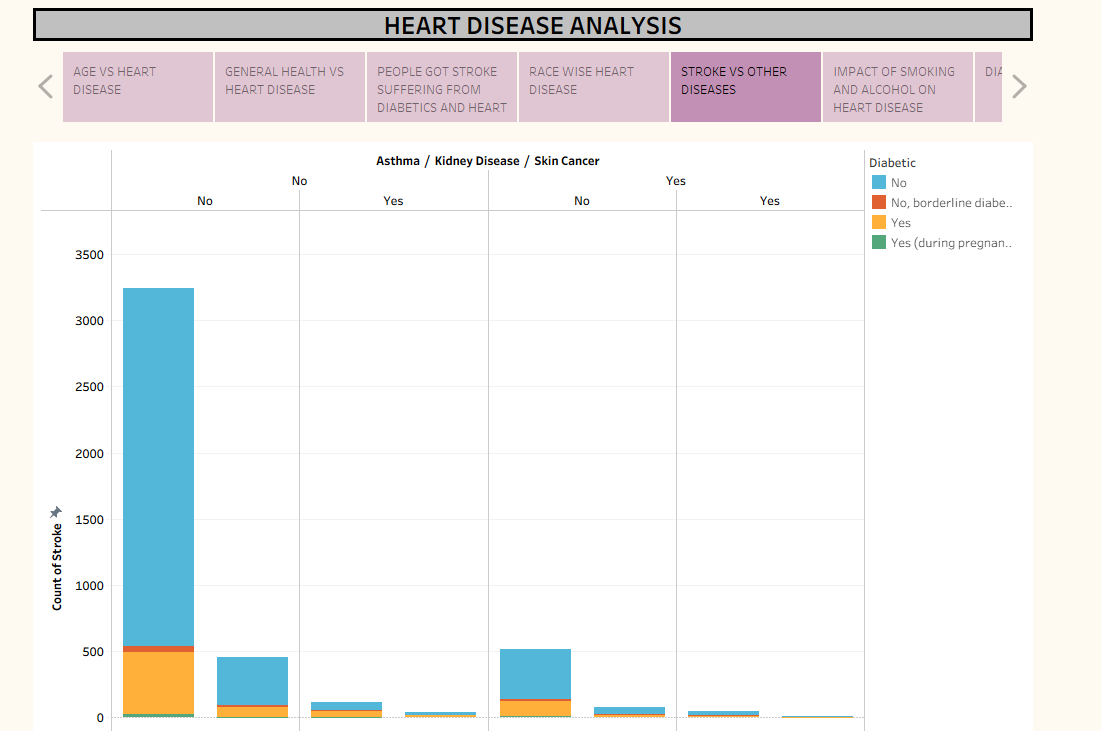 HEART DISEASE ANALYSIS
AGE VS HEART
DISEASE
GENERAL HEALTH VS
HEART DISEASE
PEOPLE GOT STROKE
SUFFERING FROM
DIABETICS AND HEART
RACE WISE HEART
DISEASE
STROKE VS OTHER
DISEASES
IMPACT OF SMOKING
AND ALCOHOL ON
HEART DISEASE
DIA
Asthma / Kidney Disease / Skin Cancer
No
Yes
No
Yes
No
Yes
3500
3000
2500
2000
1500
1000
500
0
Count of Stroke
Diabetic
No
No, borderline diabe..
Yes
Yes (during pregnan..